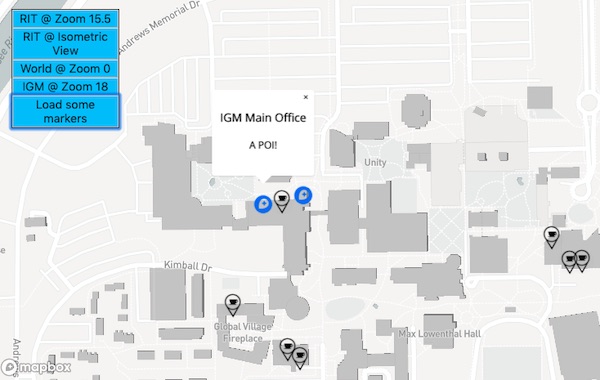 RIT @ Zoom 15.5
RIT @ Isometric
View
World @ Zoom 0
IGM @ Zoom 18
Load some
markers
Andrews Memorial Dr
IGM Main Office
×
A POI!
Unity
Kimball Dr
Global Village
Fireplace
Max Lowenthal Hall
mapbox